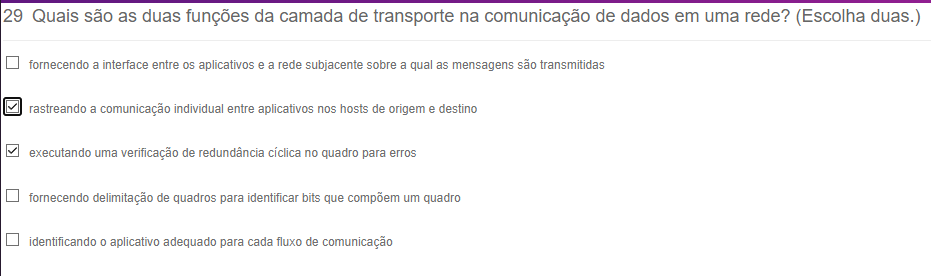 29 Quais são as duas funções da camada de transporte na comunicação de dados em uma rede? (Escolha duas.)
fornecendo a interface entre os aplicativos e a rede subjacente sobre a qual as mensagens são transmitidas
rastreando a comunicação individual entre aplicativos nos hosts de origem e destino
executando uma verificação de redundância cíclica no quadro para erros
fornecendo delimitação de quadros para identificar bits que compõem um quadro
identificando o aplicativo adequado para cada fluxo de comunicação